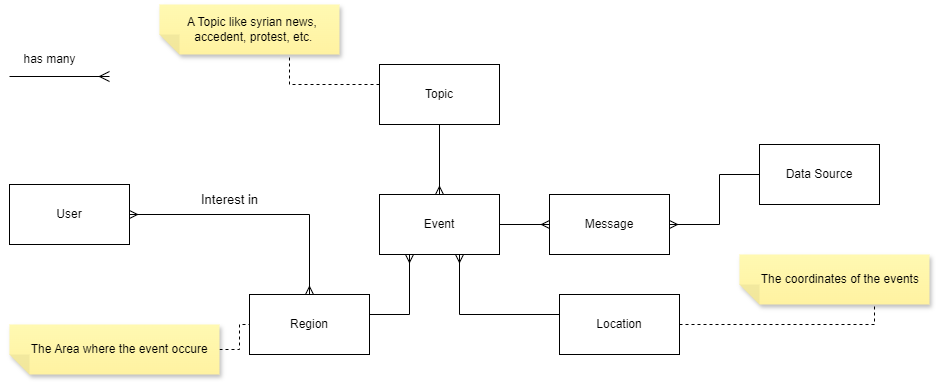 A Topic like syrian news,
accedent, protest, etc.
has many
Topic
Data Source
User
Interest in
Event
Message
The coordinates of the events
Region
Location
The Area where the event occure